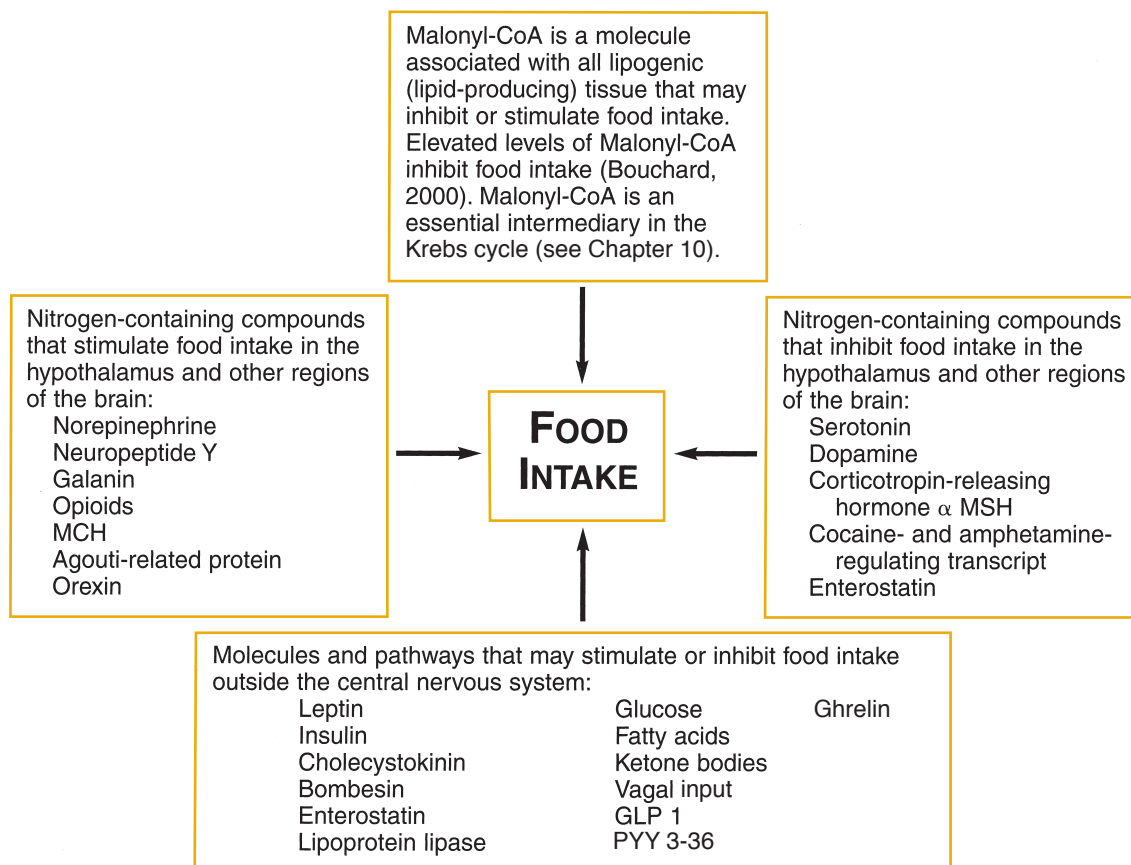 Malonyl-CoA is a molecule
associated with all lipogenic
(lipid-producing) tissue that may
inhibit or stimulate food intake.
Elevated levels of Malonyl-CoA
inhibit food intake (Bouchard,
2000). Malonyl-CoA is an
essential intermediary in the
Krebs cycle (see Chapter 10).
Nitrogen-containing compounds
that stimulate food intake in the
hypothalamus and other regions
of the brain:
Norepinephrine
Neuropeptide Y
Galanin
Opioids
MCH
Agouti-related protein
Orexin
FOOD
INTAKE
Nitrogen-containing compounds
that inhibit food intake in the
hypothalamus and other regions
of the brain:
Serotonin
Dopamine
Corticotropin-releasing
hormone α MSH
Cocaine- and amphetamine-
regulating transcript
Enterostatin
Molecules and pathways that may stimulate or inhibit food intake
outside the central nervous system:
Leptin
Insulin
Cholecystokinin
Bombesin
Enterostatin
Lipoprotein lipase
Glucose
Fatty acids
Ketone bodies
Vagal input
GLP 1
PYY 3-36
Ghrelin